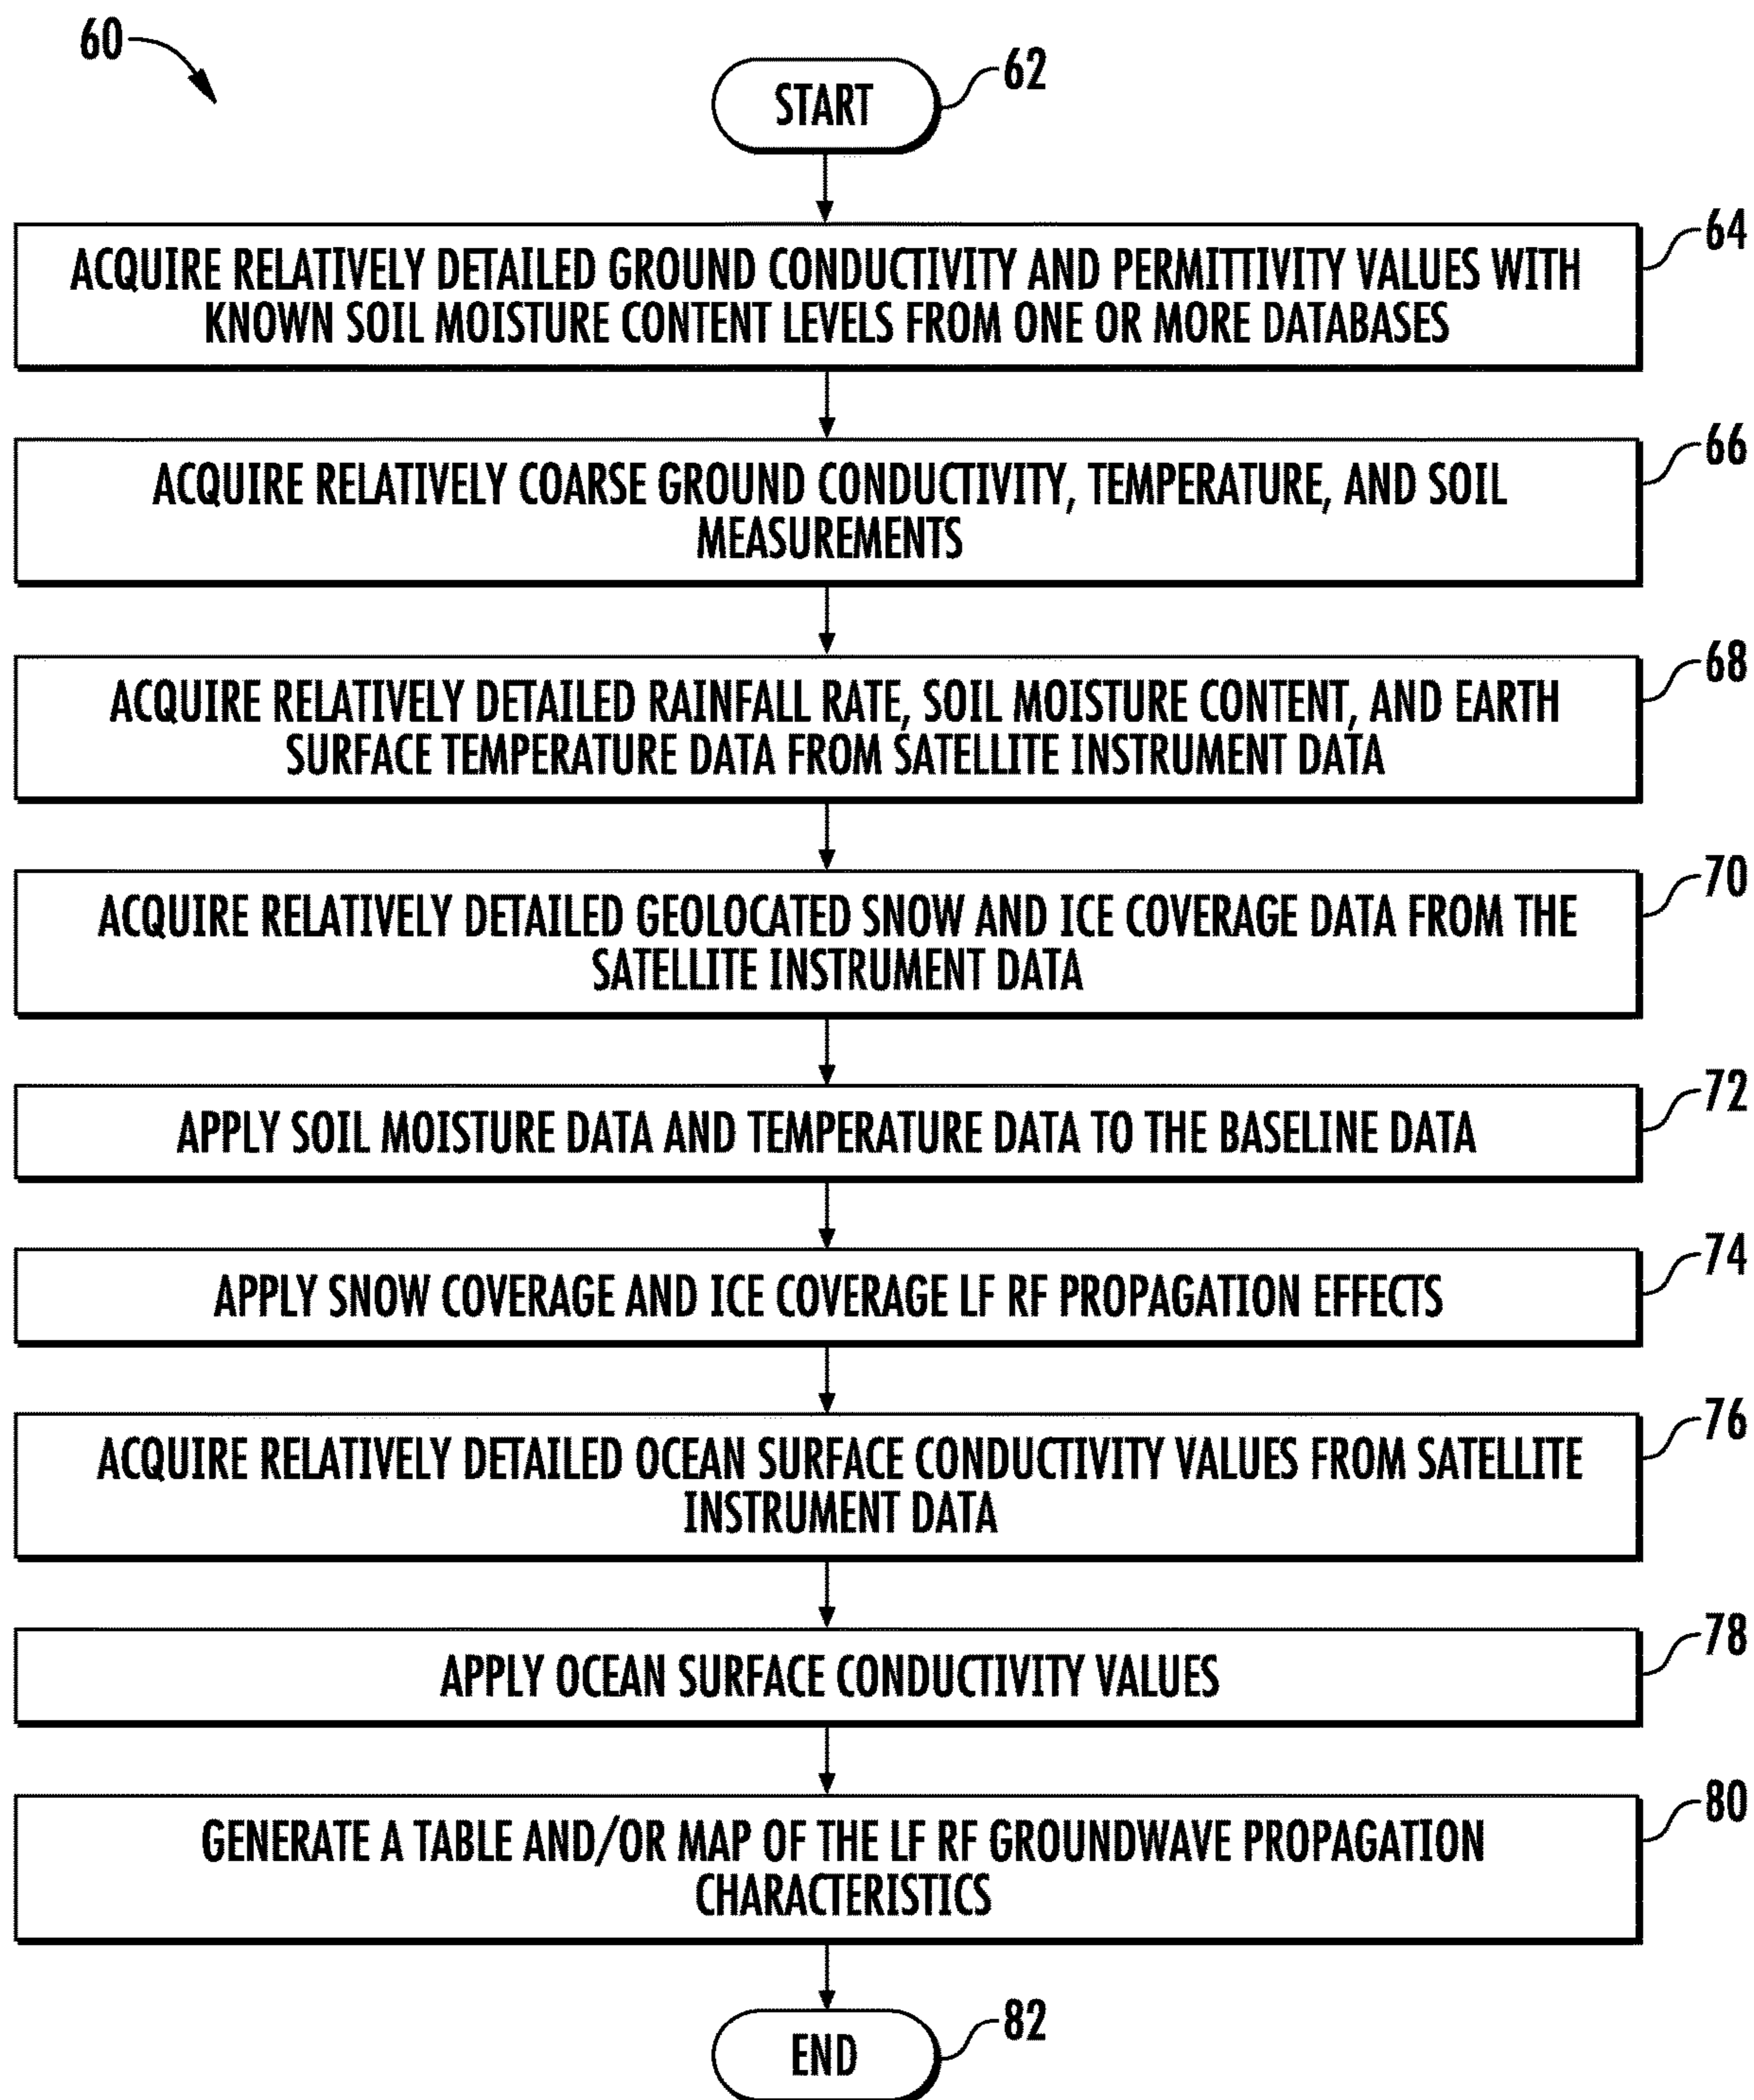 60
START
62
ACQUIRE RELATIVELY DETAILED GROUND CONDUCTIVITY AND PERMITTIVITY VALUES WITH
KNOWN SOIL MOISTURE CONTENT LEVELS FROM ONE OR MORE DATABASES
64
ACQUIRE RELATIVELY COARSE GROUND CONDUCTIVITY, TEMPERATURE, AND SOIL
MEASUREMENTS
66
ACQUIRE RELATIVELY DETAILED RAINFALL RATE, SOIL MOISTURE CONTENT, AND EARTH
SURFACE TEMPERATURE DATA FROM SATELLITE INSTRUMENT DATA
68
ACQUIRE RELATIVELY DETAILED GEOLOCATED SNOW AND ICE COVERAGE DATA FROM THE
SATELLITE INSTRUMENT DATA
70
APPLY SOIL MOISTURE DATA AND TEMPERATURE DATA TO THE BASELINE DATA
72
APPLY SNOW COVERAGE AND ICE COVERAGE LF RF PROPAGATION EFFECTS
74
ACQUIRE RELATIVELY DETAILED OCEAN SURFACE CONDUCTIVITY VALUES FROM SATELLITE
INSTRUMENT DATA
76
APPLY OCEAN SURFACE CONDUCTIVITY VALUES
78
GENERATE A TABLE AND/OR MAP OF THE LF RF GROUNDWAVE PROPAGATION
CHARACTERISTICS
80
END
82